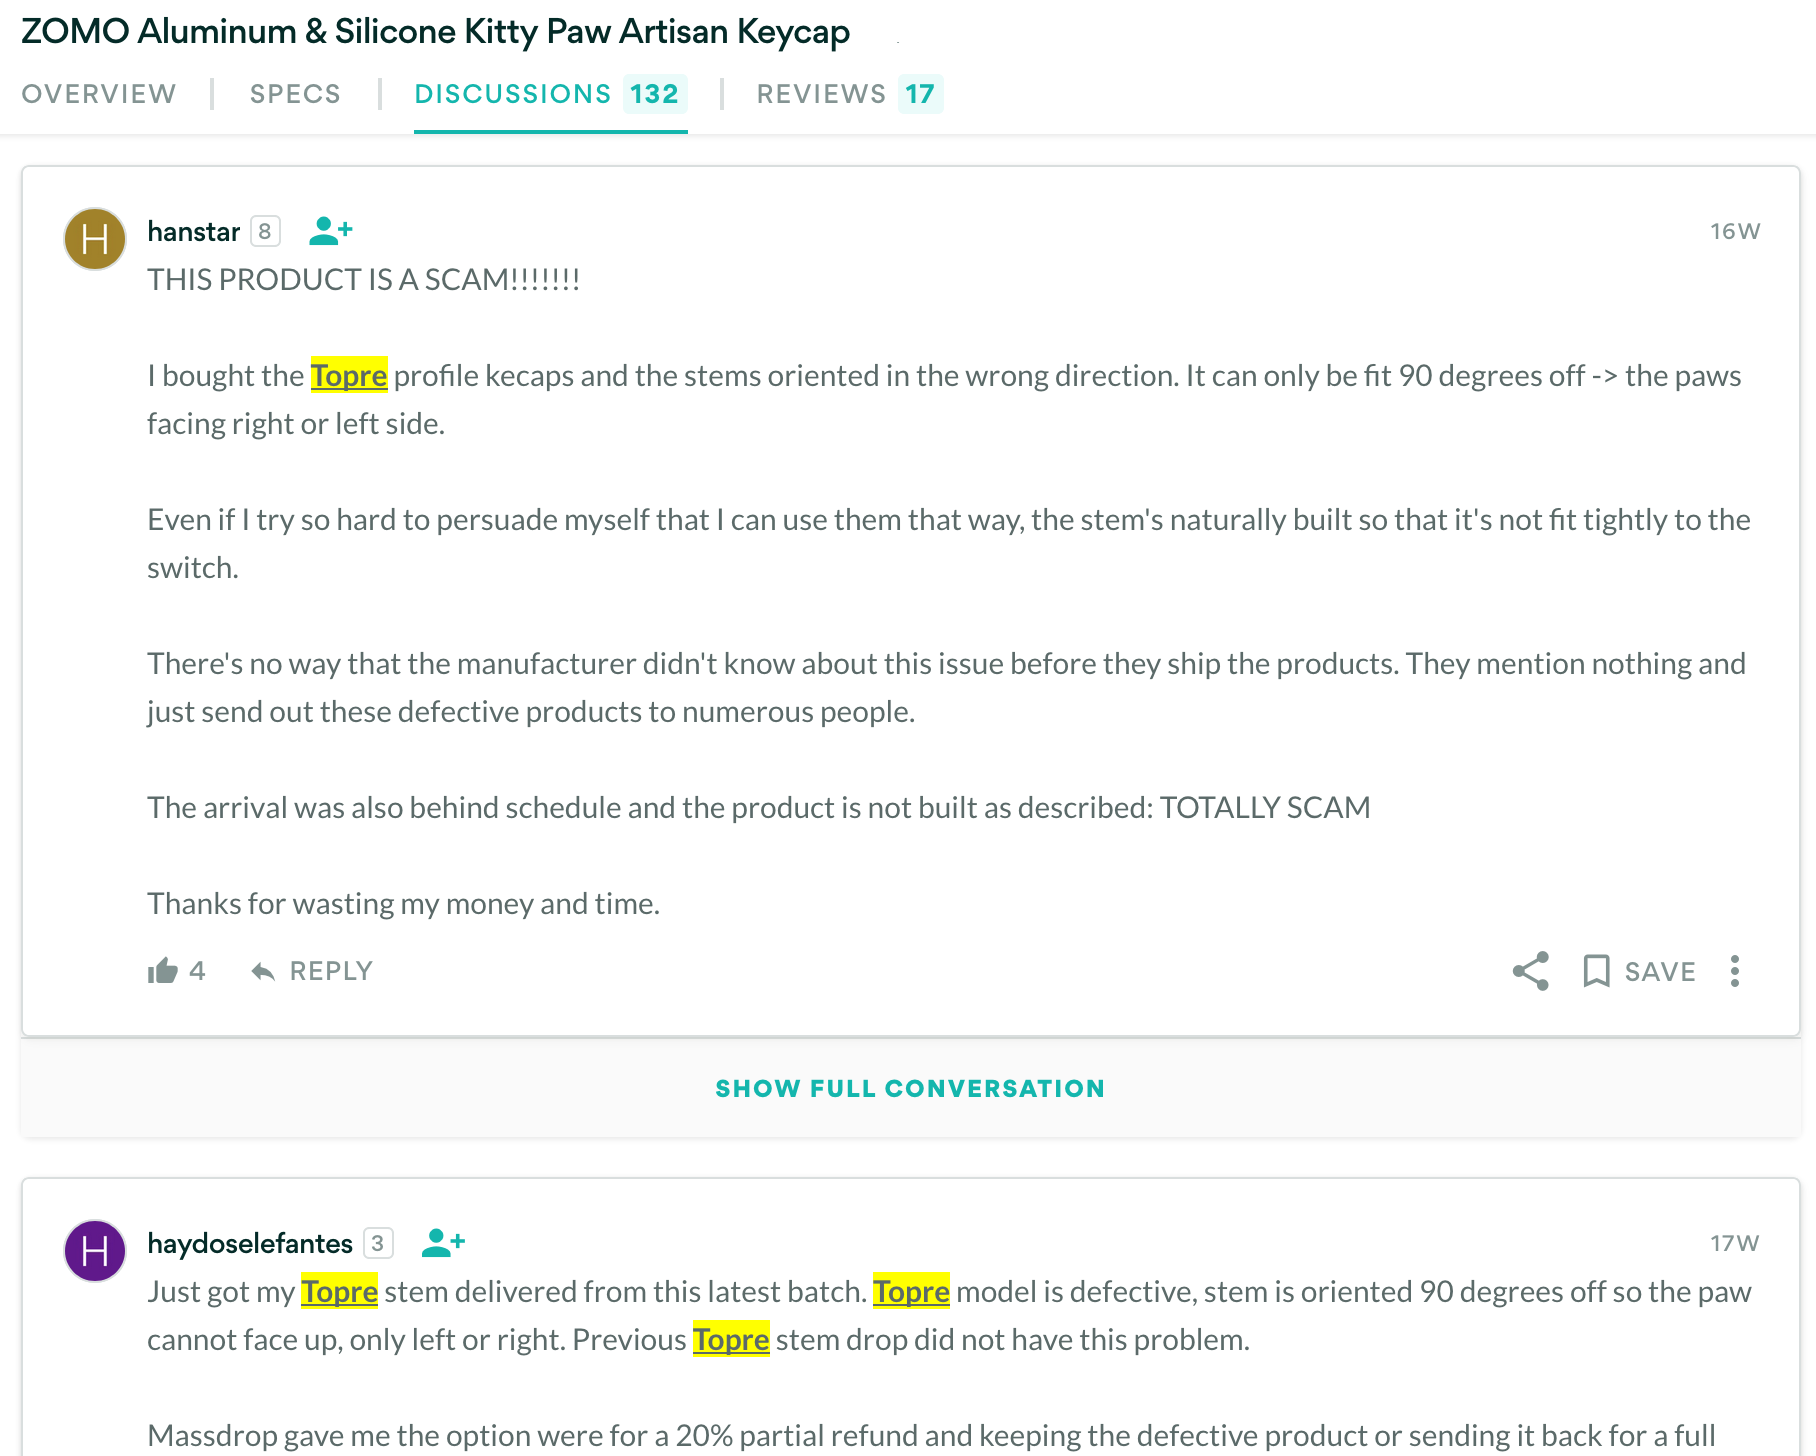 ZOMO Aluminum & Silicone Kitty Paw Artisan Keycap
OVERVIEW | SPECS | DISCUSSIONS 132 | REVIEWS 17
H
hanstar 8
16W
THIS PRODUCT IS A SCAM!!!!!!!
I bought the Topre profile kecaps and the stems oriented in the wrong direction. It can only be fit 90 degrees off -> the paws
facing right or left side.
Even if I try so hard to persuade myself that I can use them that way, the stem's naturally built so that it's not fit tightly to the
switch.
There's no way that the manufacturer didn't know about this issue before they ship the products. They mention nothing and
just send out these defective products to numerous people.
The arrival was also behind schedule and the product is not built as described: TOTALLY SCAM
Thanks for wasting my money and time.
4 REPLY
SAVE
SHOW FULL CONVERSATION
H
haydoselefantes 3
17W
Just got my Topre stem delivered from this latest batch. Topre model is defective, stem is oriented 90 degrees off so the paw
cannot face up, only left or right. Previous Topre stem drop did not have this problem.
Massdrop gave me the option were for a 20% partial refund and keeping the defective product or sending it back for a full